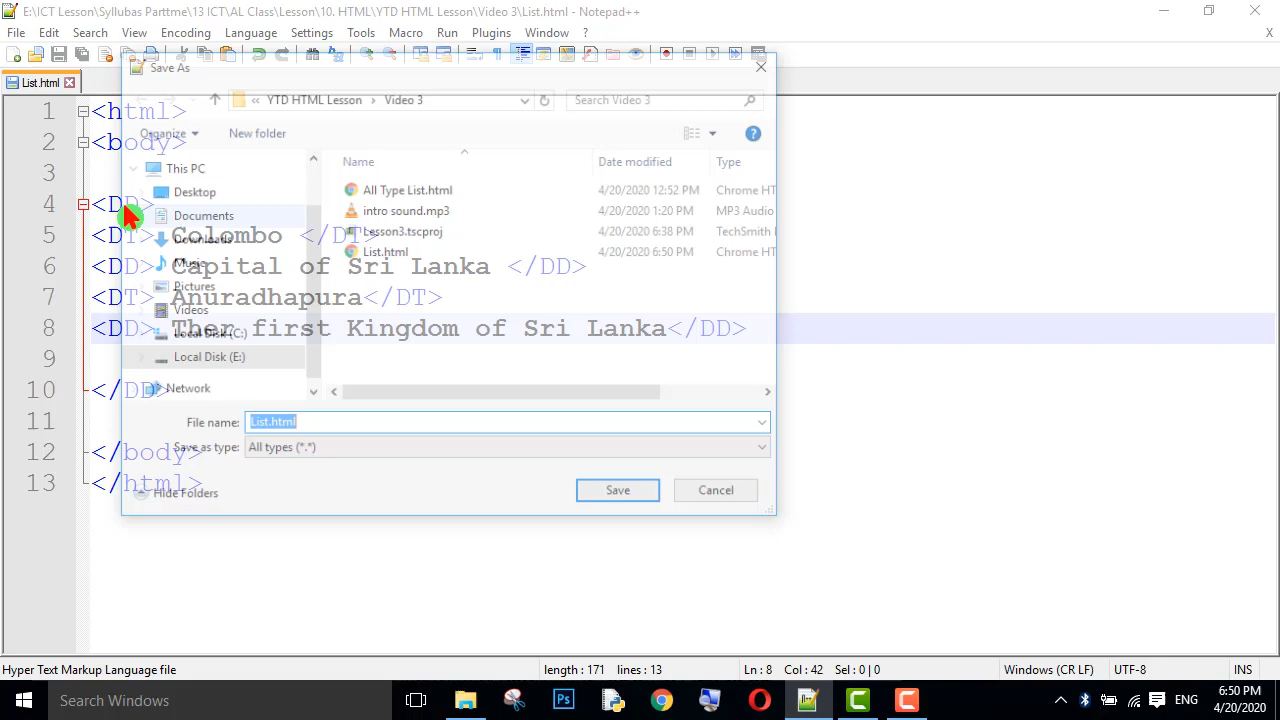 E:\ICT Lesson\Syllubas Parttme\13 ICT\AL Class\Lesson\10. HTML\YTD HTML Lesson\Video 3\List.html - Notepad++
File Edit Search View Encoding Language Settings Tools Macro Run Plugins Window ? X
List.html
Save As
« YTD HTML Lesson > Video 3
Search Video 3
Organize
New folder
This PC
Desktop
Documents
Downloads
Music
Pictures
Videos
Local Disk (C:)
Local Disk (E:)
Network
Name Date modified Type
All Type List.html 4/20/2020 12:52 PM Chrome HT
intro sound.mp3 4/20/2020 1:20 PM MP3 Audio
Lesson3.tscproj 4/20/2020 6:38 PM TechSmith
List.html 4/20/2020 6:50 PM Chrome HT
File name: List.html
Save as type: All types (*.*)
Hide Folders
Save
Cancel
1 <html>
2 <body>
3
4 <DD>
5 <DT> Colombo </DT>
6 <DD> Capital of Sri Lanka </DD>
7 <DT> Anuradhapura</DT>
8 <DD> Ther first Kingdom of Sri Lanka</DD>
9
10 </DD>
11
12 </body>
13 </html>
Hyper Text Markup Language file length : 171 lines : 13 Ln : 8 Col : 42 Sel : 0 | 0 Windows (CR LF) UTF-8 INS
Search Windows
Ps
ENG
6:50 PM
4/20/2020